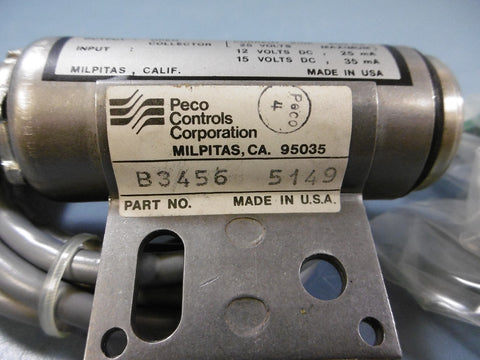 COLLECTOR 25 VOLTS
INPUT: 12 VOLTS DC, 25 mA
15 VOLTS DC, 35 mA
MILPITAS, CALIF. MADE IN USA
Peco
Controls
Corporation
Peco
4
MILPITAS, CA. 95035
B3456 5149
PART NO. MADE IN U.S.A.